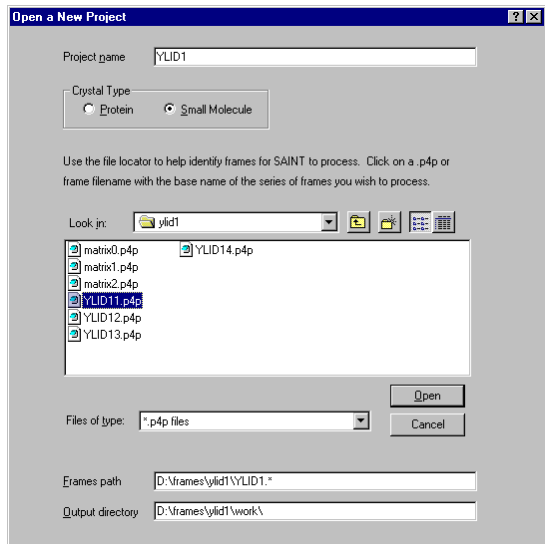 Open a New Project
Project name YLID1
Crystal Type
Protein Small Molecule
Use the file locator to help identify frames for SAINT to process. Click on a .p4p or
frame filename with the base name of the series of frames you wish to process.
Look in: ylid1
matrix0.p4p YLID14.p4p
matrix1.p4p
matrix2.p4p
YLID11.p4p
YLID12.p4p
YLID13.p4p
Open
Files of type: *.p4p files
Cancel
Frames path D:\frames\ylid1\YLID1.*
Output directory D:\frames\ylid1\work\